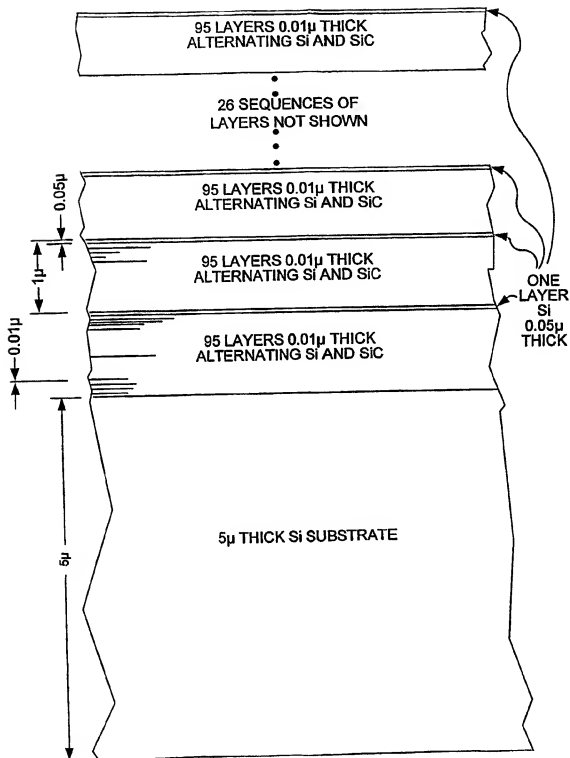 95 LAYERS 0.01µ THICK
ALTERNATING Si AND SiC
26 SEQUENCES OF
LAYERS NOT SHOWN
95 LAYERS 0.01µ THICK
ALTERNATING Si AND SiC
0.05µ
95 LAYERS 0.01µ THICK
ALTERNATING Si AND SiC
1µ
ONE
LAYER
Si
0.05µ
THICK
95 LAYERS 0.01µ THICK
ALTERNATING Si AND SiC
0.01µ
5µ THICK Si SUBSTRATE
5µ